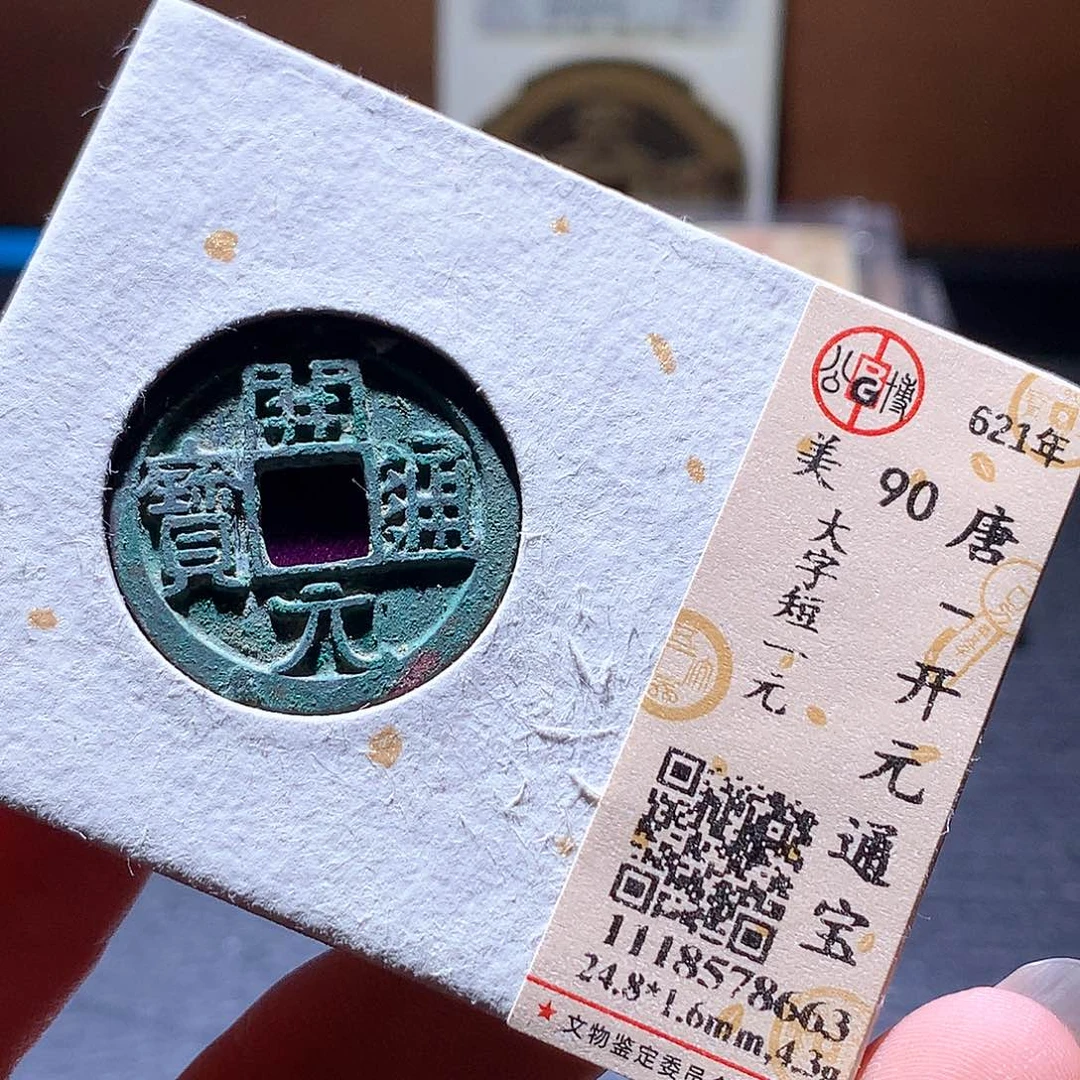 開
通
元
寶
公博
621年
美 90
唐一开元通宝
大字短一元
1118578663
24.8*1.6mm,4.3g
★文物鉴定委员会